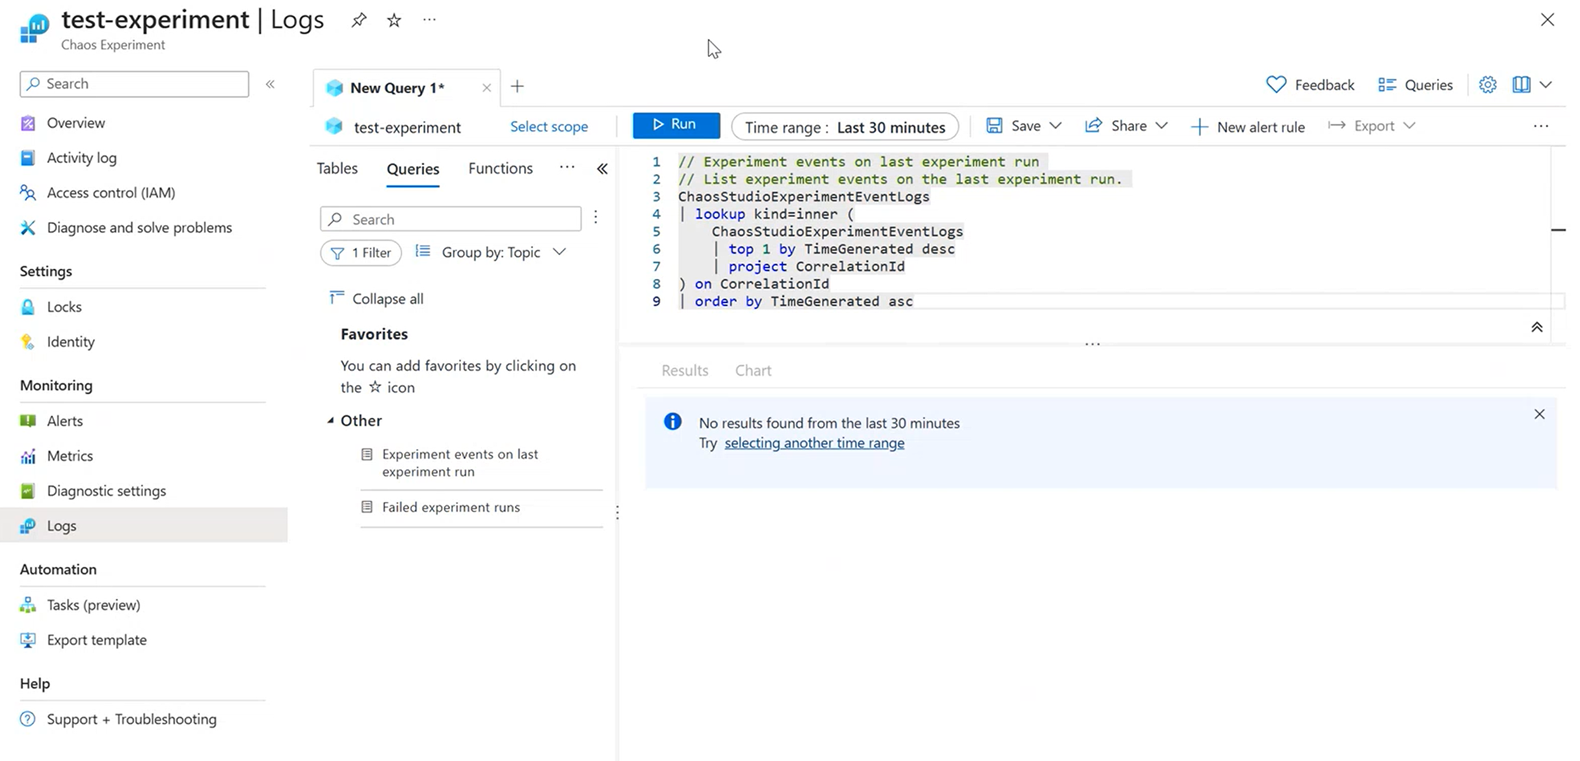 test-experiment | Logs
Chaos Experiment
Search
Overview
Activity log
Access control (IAM)
Diagnose and solve problems
Settings
Locks
Identity
Monitoring
Alerts
Metrics
Diagnostic settings
Logs
Automation
Tasks (preview)
Export template
Help
Support + Troubleshooting
New Query 1*
Feedback
Queries
test-experiment
Select scope
Run
Time range : Last 30 minutes
Save
Share
New alert rule
Export
Tables
Queries
Functions
Search
1 Filter
Group by: Topic
Collapse all
Favorites
You can add favorites by clicking on
the ☆ icon
Other
Experiment events on last
experiment run
Failed experiment runs
1 // Experiment events on last experiment run
2 // List experiment events on the last experiment run.
3 ChaosStudioExperimentEventLogs
4 | lookup kind=inner (
5 ChaosStudioExperimentEventLogs
6 | top 1 by TimeGenerated desc
7 | project CorrelationId
8 ) on CorrelationId
9 | order by TimeGenerated asc
Results
Chart
No results found from the last 30 minutes
Try selecting another time range